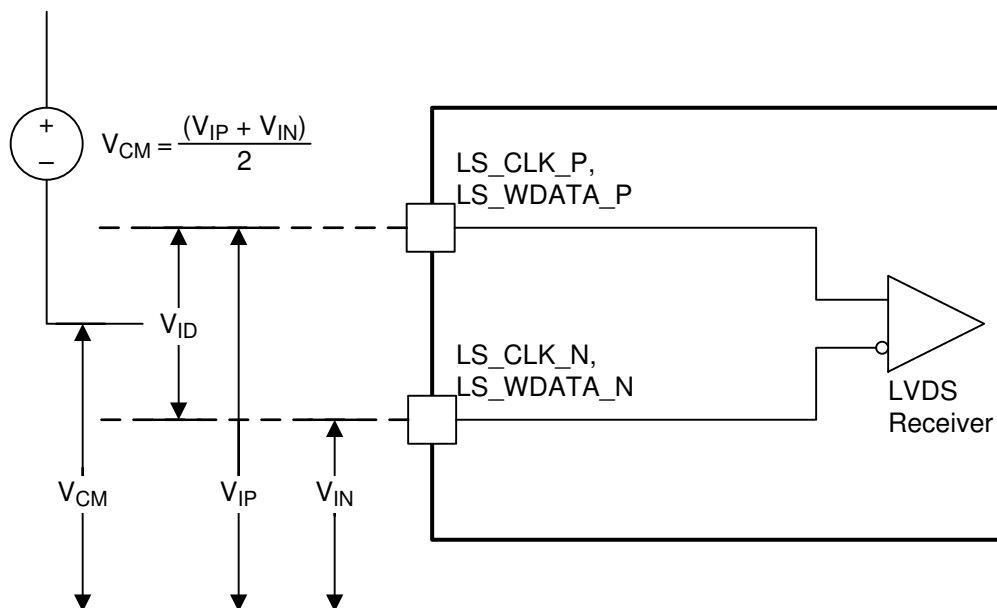 +
−
V_CM = (V_IP + V_IN) / 2
LS_CLK_P,
LS_WDATA_P
V_ID
LS_CLK_N,
LS_WDATA_N
LVDS
Receiver
V_CM
V_IP
V_IN